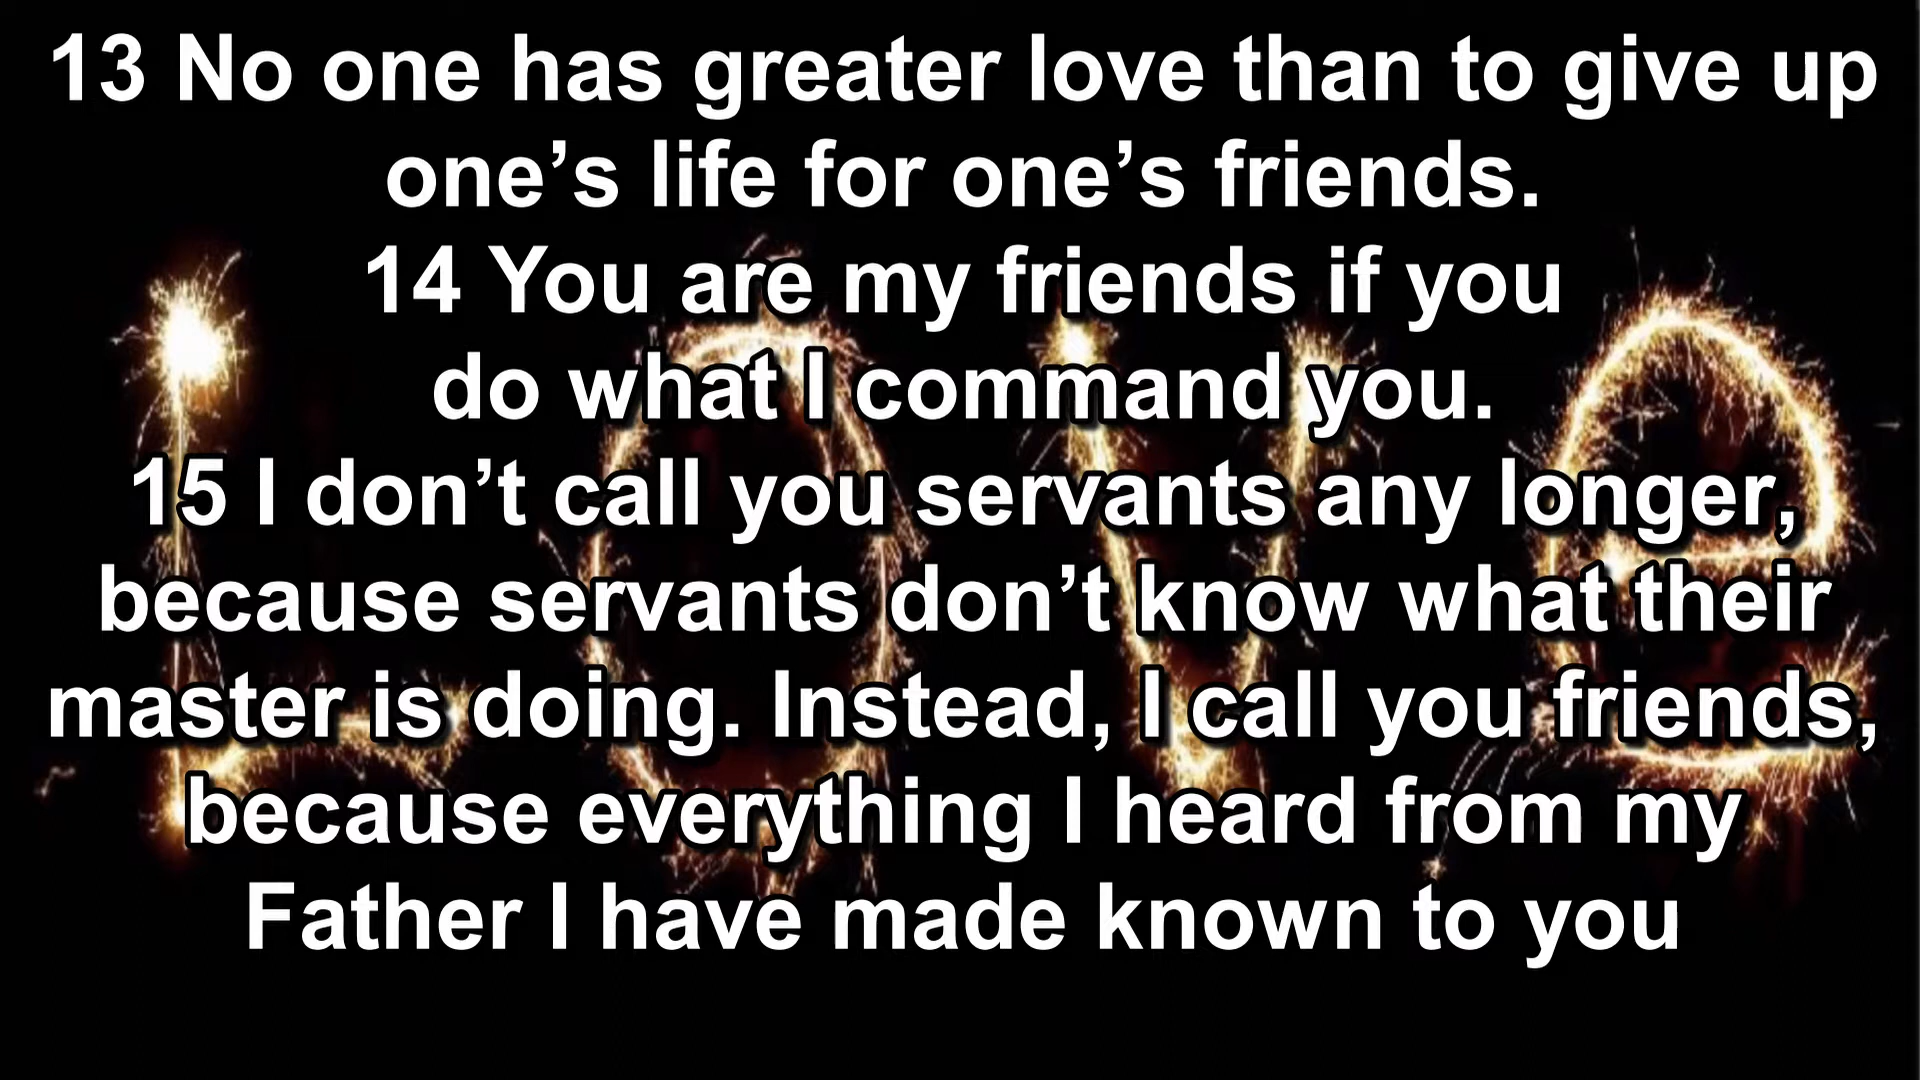 13 No one has greater love than to give up
one’s life for one’s friends.
14 You are my friends if you
do what I command you.
15 I don’t call you servants any longer,
because servants don’t know what their
master is doing. Instead, I call you friends,
because everything I heard from my
Father I have made known to you
Love